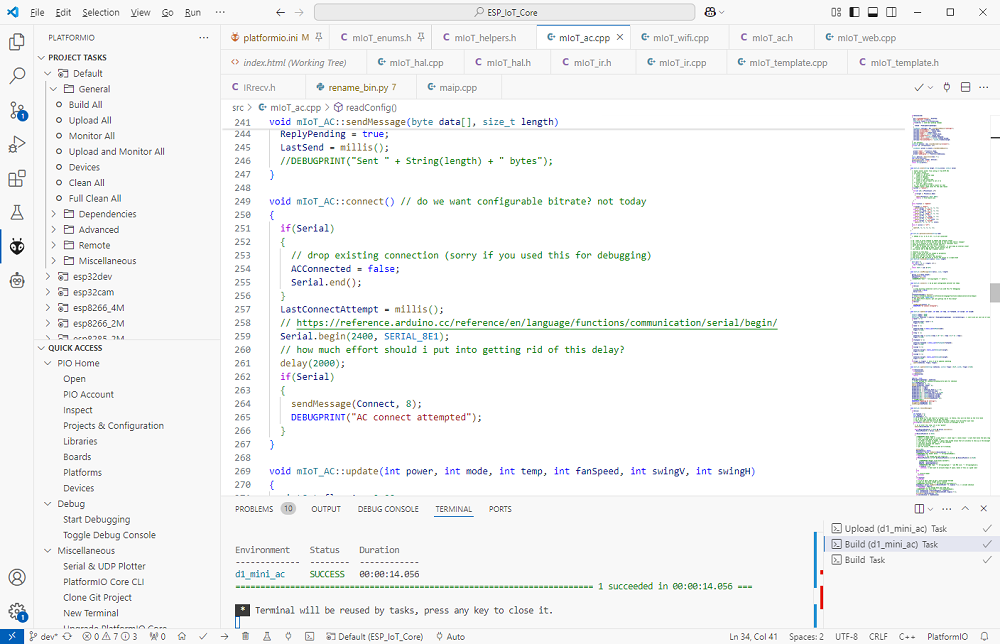 File Edit Selection View Go Run ··· ESP_IoT_Core
PLATFORMIO
PROJECT TASKS
Default
General
Build All
Upload All
Monitor All
Upload and Monitor All
Devices
Clean All
Full Clean All
Dependencies
Advanced
Remote
Miscellaneous
esp32dev
esp32cam
esp8266_4M
esp8266_2M
esp8285_2M
QUICK ACCESS
PIO Home
Open
PIO Account
Inspect
Projects & Configuration
Libraries
Boards
Platforms
Devices
Debug
Start Debugging
Toggle Debug Console
Miscellaneous
Serial & UDP Plotter
PlatformIO Core CLI
Clone Git Project
New Terminal
Upgrade PlatformIO Core
platformio.ini M mIoT_enums.h mIoT_helpers.h mIoT_ac.cpp mIoT_wifi.cpp mIoT_ac.h mIoT_web.cpp
index.html (Working Tree) mIoT_hal.cpp mIoT_hal.h mIoT_ir.h mIoT_ir.cpp mIoT_template.cpp mIoT_template.h
IRrecv.h rename_bin.py 7 maip.cpp
src > mIoT_ac.cpp > readConfig()
241 void mIoT_AC::sendMessage(byte data[], size_t length)
244 ReplyPending = true;
245 LastSend = millis();
246 //DEBUGPRINT("Sent " + String(length) + " bytes");
247 }
248
249 void mIoT_AC::connect() // do we want configurable bitrate? not today
250 {
251 if(Serial)
252 {
253 // drop existing connection (sorry if you used this for debugging)
254 ACConnected = false;
255 Serial.end();
256 }
257 LastConnectAttempt = millis();
258 // https://reference.arduino.cc/reference/en/language/functions/communication/serial/begin/
259 Serial.begin(2400, SERIAL_8E1);
260 // how much effort should i put into getting rid of this delay?
261 delay(2000);
262 if(Serial)
263 {
264 sendMessage(Connect, 8);
265 DEBUGPRINT("AC connect attempted");
266 }
267 }
268
269 void mIoT_AC::update(int power, int mode, int temp, int fanSpeed, int swingV, int swingH)
270 {
PROBLEMS 10 OUTPUT DEBUG CONSOLE TERMINAL PORTS
Environment Status Duration
------------- -------- ------------
d1_mini_ac SUCCESS 00:00:14.056
1 succeeded in 00:00:14.056 ===
* Terminal will be reused by tasks, press any key to close it.
Upload (d1_mini_ac) Task
Build (d1_mini_ac) Task
Build Task
dev* 0 7 3 0 Default (ESP_IoT_Core) Auto Ln 34, Col 41 Spaces: 2 UTF-8 CRLF C++ PlatformIO